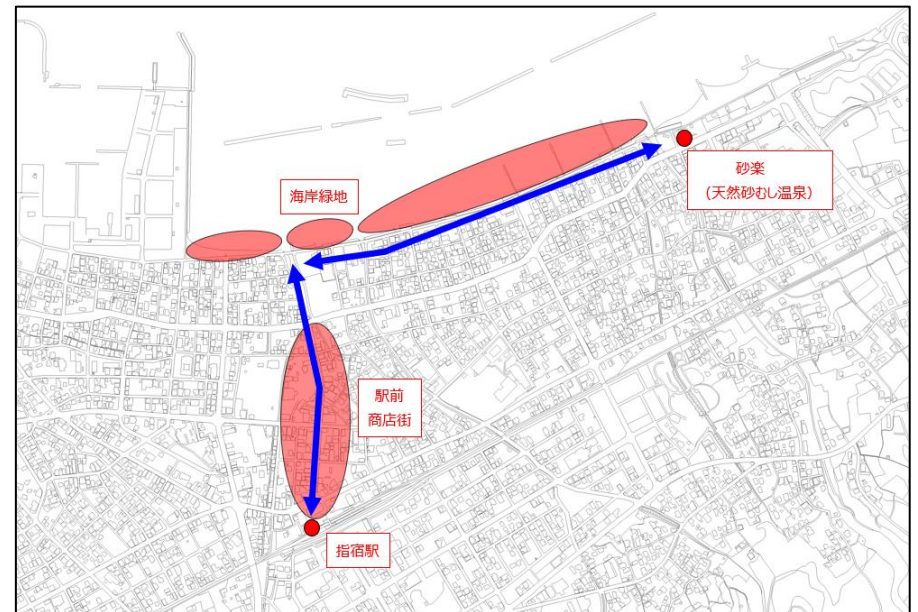 海岸緑地
砂楽
（天然砂むし温泉）
駅前
商店街
指宿駅